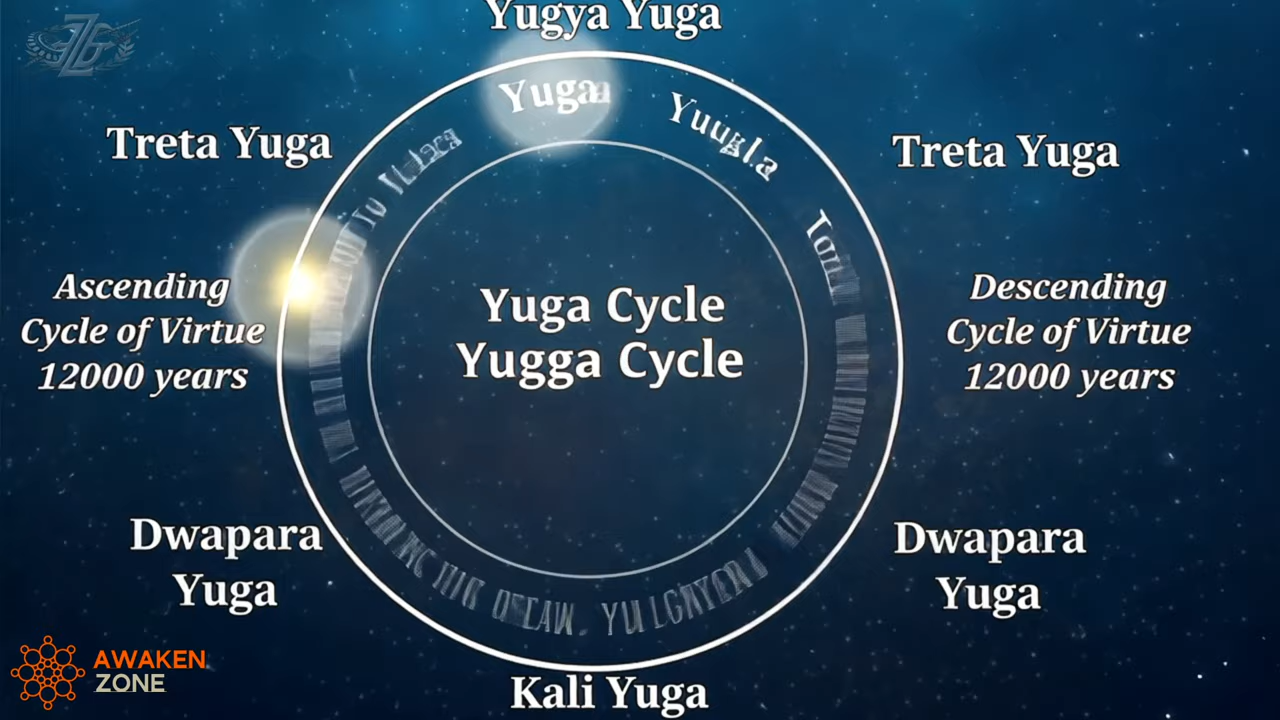 Yugya Yuga
Yuugla
Treta Yuga
Treta Yuga
Ascending
Cycle of Virtue
12000 years
Yuga Cycle
Yugga Cycle
Descending
Cycle of Virtue
12000 years
Dwapara
Yuga
Dwapara
Yuga
Kali Yuga
AWAKEN
ZONE